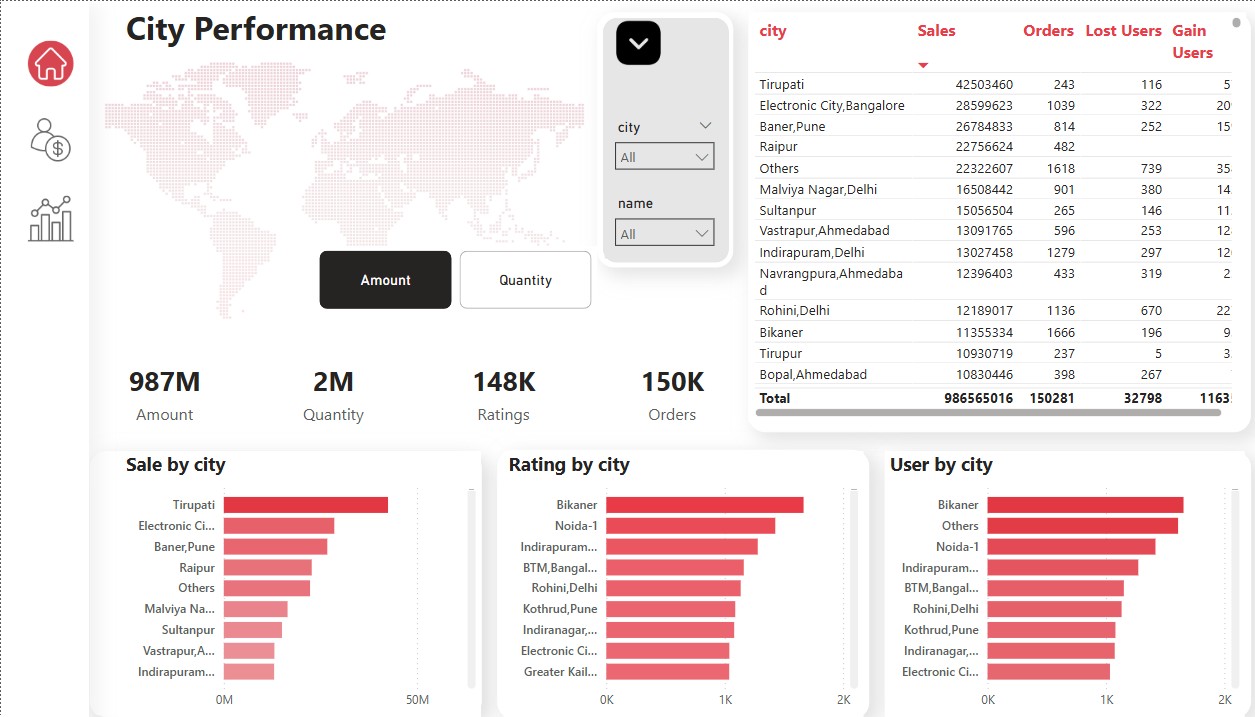 City Performance
city
All
name
All
Amount
Quantity
987M
Amount
2M
Quantity
148K
Ratings
150K
Orders
city Sales Orders Lost Users Gain Users
Tirupati 42503460 243 116 5
Electronic City,Bangalore 28599623 1039 322 20
Baner,Pune 26784833 814 252 15
Raipur 22756624 482
Others 22322607 1618 739 35
Malviya Nagar,Delhi 16508442 901 380 14
Sultanpur 15056504 265 146 11
Vastrapur,Ahmedabad 13091765 596 253 12
Indirapuram,Delhi 13027458 1279 297 12
Navrangpura,Ahmedaba
d 12396403 433 319 2
Rohini,Delhi 12189017 1136 670 22
Bikaner 11355334 1666 196 9
Tirupur 10930719 237 5 3
Bopal,Ahmedabad 10830446 398 267
Total 986565016 150281 32798 1163
Sale by city
Tirupati
Electronic Ci...
Baner,Pune
Raipur
Others
Malviya Na...
Sultanpur
Vastrapur,A...
Indirapuram...
0M 50M
Rating by city
Bikaner
Noida-1
Indirapuram...
BTM,Bangal...
Rohini,Delhi
Kothrud,Pune
Indiranagar,...
Electronic Ci...
Greater Kail...
0K 1K 2K
User by city
Bikaner
Others
Noida-1
Indirapuram...
BTM,Bangal...
Rohini,Delhi
Kothrud,Pune
Indiranagar,...
Electronic Ci...
0K 1K 2K